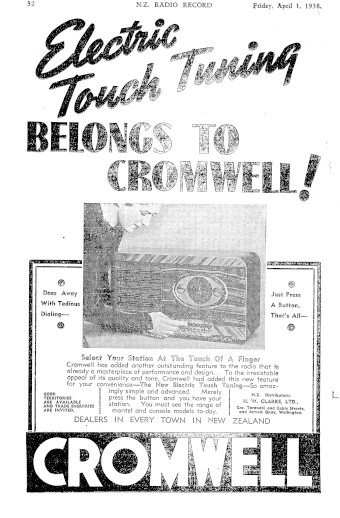 52
N.Z. RADIO RECORD
Friday, April 1, 1938.
Electric
Touch Tuning
BELONGS TO
CROMWELL!
Does Away
With Tedious
Dialing—
Just Press
A Button,
That's All—
Select Your Station At The Touch Of A Finger
Cromwell has added another outstanding feature to the radio that is
already a masterpiece of performance and design. To the irresistable
appeal of its quality and tone, Cromwell had added this new feature
for your convenience—The New Electric Touch Tuning—So amaz-
ingly simple and advanced. Merely
press the button and you have your
station. You must see the range of
mantel and console models to-day.
SOME
TERRITORIES
ARE AVAILABLE
AND TRADE ENQUIRIES
ARE INVITED.
N.Z. Distributors:
H. W. CLARKE, LTD.,
Cnr. Taranaki and Cable Streets,
and Jervois Quay, Wellington.
DEALERS IN EVERY TOWN IN NEW ZEALAND
CROMWELL